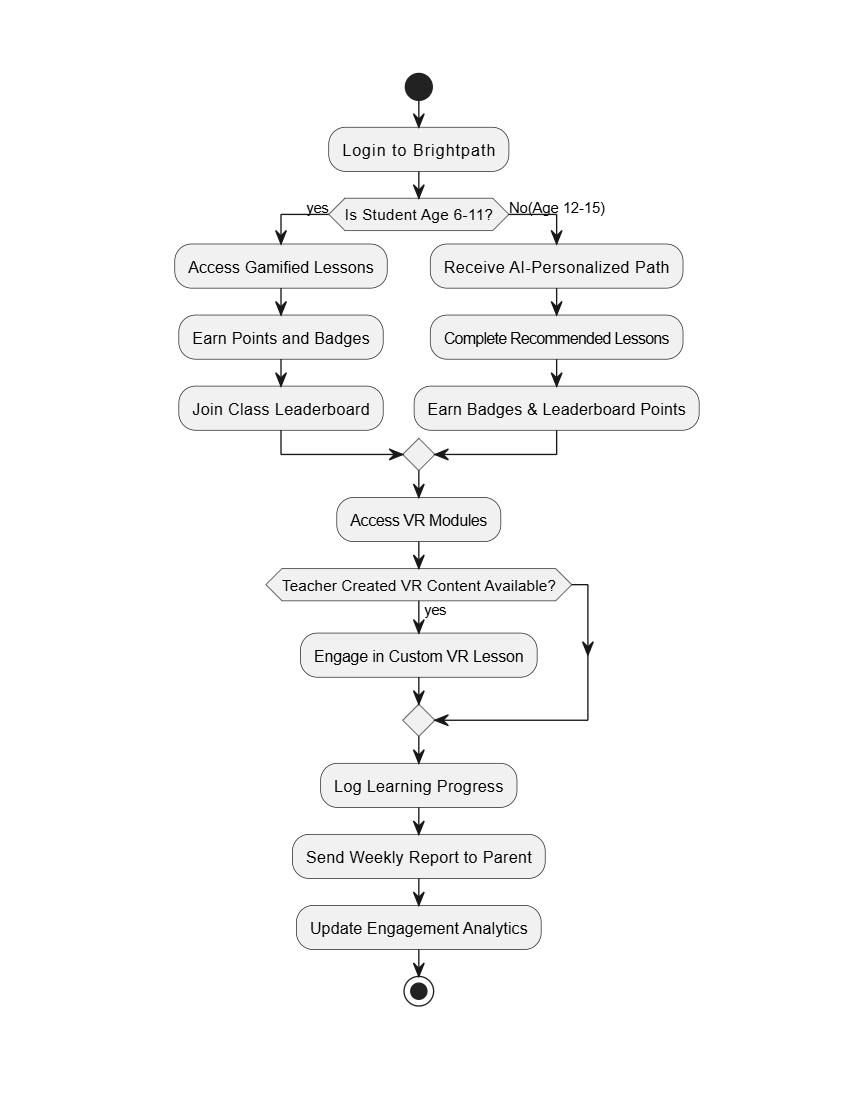 Login to Brightpath
yes
Is Student Age 6-11?
No(Age 12-15)
Access Gamified Lessons
Receive AI-Personalized Path
Earn Points and Badges
Complete Recommended Lessons
Join Class Leaderboard
Earn Badges & Leaderboard Points
Access VR Modules
Teacher Created VR Content Available?
yes
Engage in Custom VR Lesson
Log Learning Progress
Send Weekly Report to Parent
Update Engagement Analytics